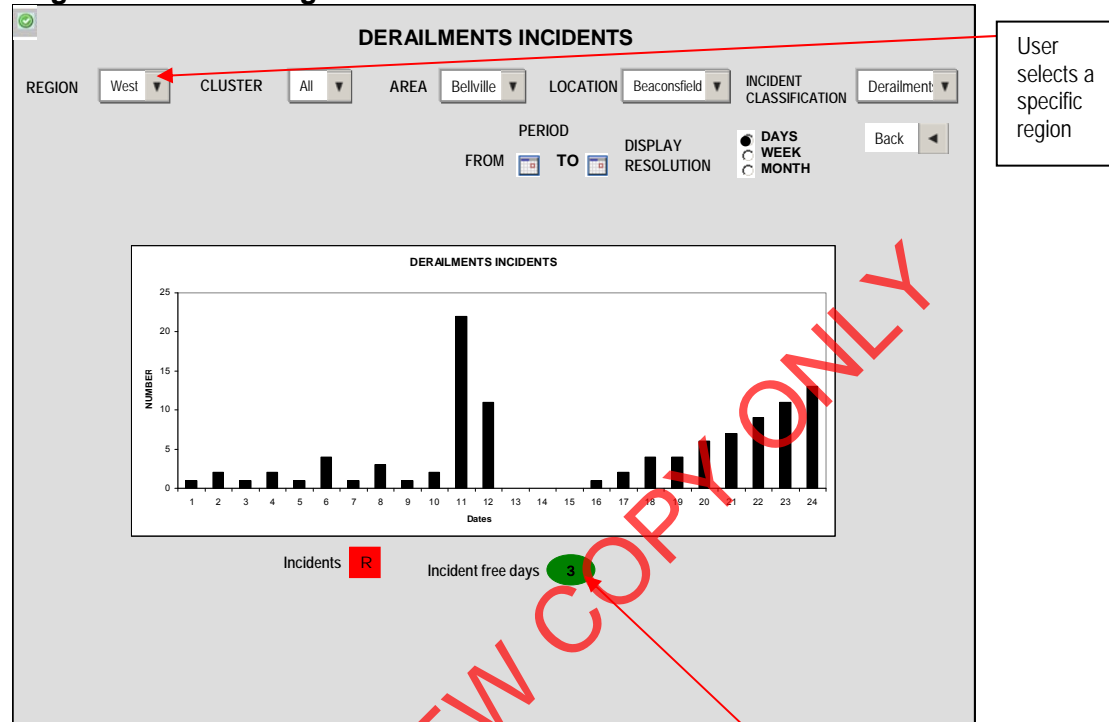 DERAILMENTS INCIDENTS
REGION West CLUSTER All AREA Bellville LOCATION Beaconsfield INCIDENT CLASSIFICATION Derailment
PERIOD
FROM TO DISPLAY RESOLUTION
DAYS
WEEK
MONTH
Back
User
selects a
specific
region
DERAILMENTS INCIDENTS
NUMBER
25
20
15
10
5
0
1 2 3 4 5 6 7 8 9 10 11 12 13 14 15 16 17 18 19 20 21 22 23 24
Dates
Incidents R Incident free days 3
COPY ONLY